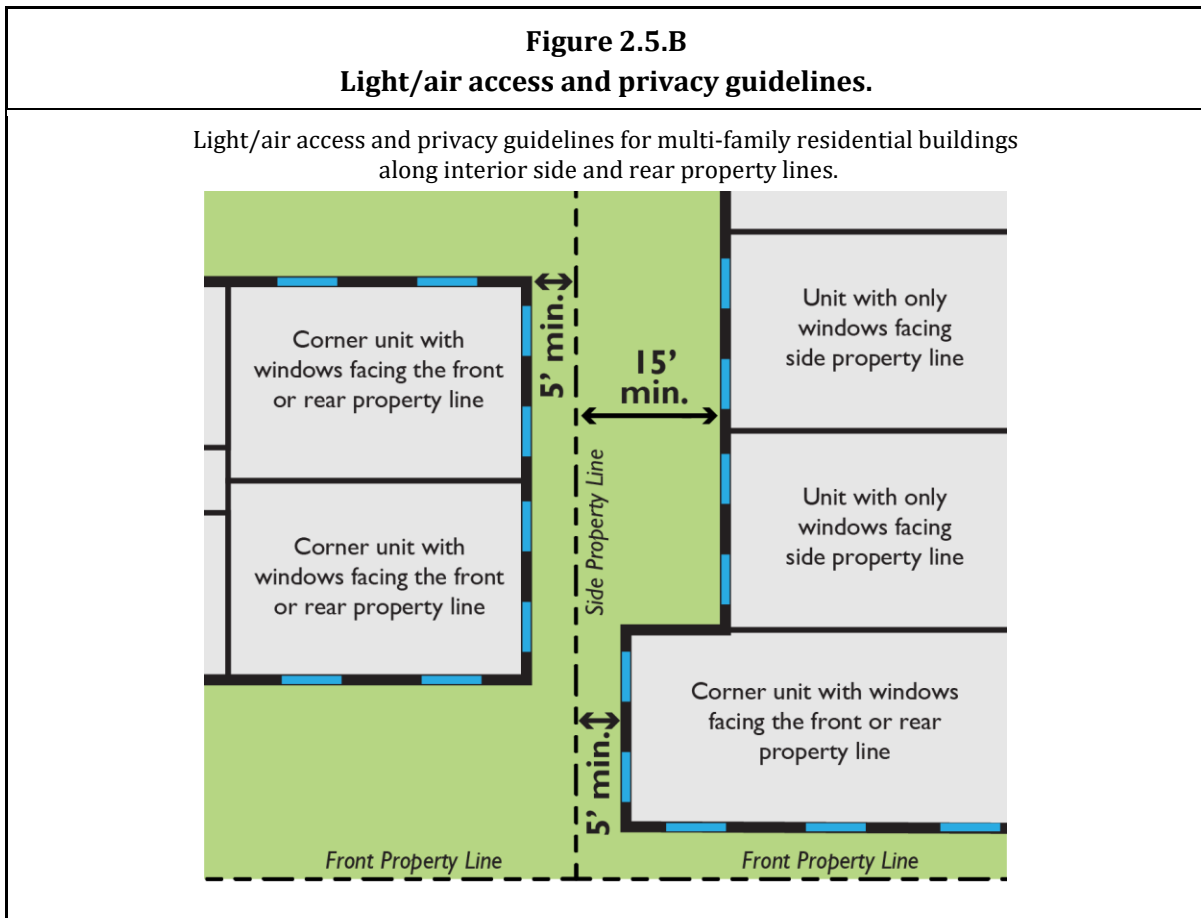 Figure 2.5.B
Light/air access and privacy guidelines.
Light/air access and privacy guidelines for multi-family residential buildings
along interior side and rear property lines.
Corner unit with
windows facing the front
or rear property line
5' min.
15'
min.
Unit with only
windows facing
side property line
Side Property Line
Unit with only
windows facing
side property line
Corner unit with
windows facing the front
or rear property line
5' min.
Corner unit with windows
facing the front or rear
property line
Front Property Line
Front Property Line